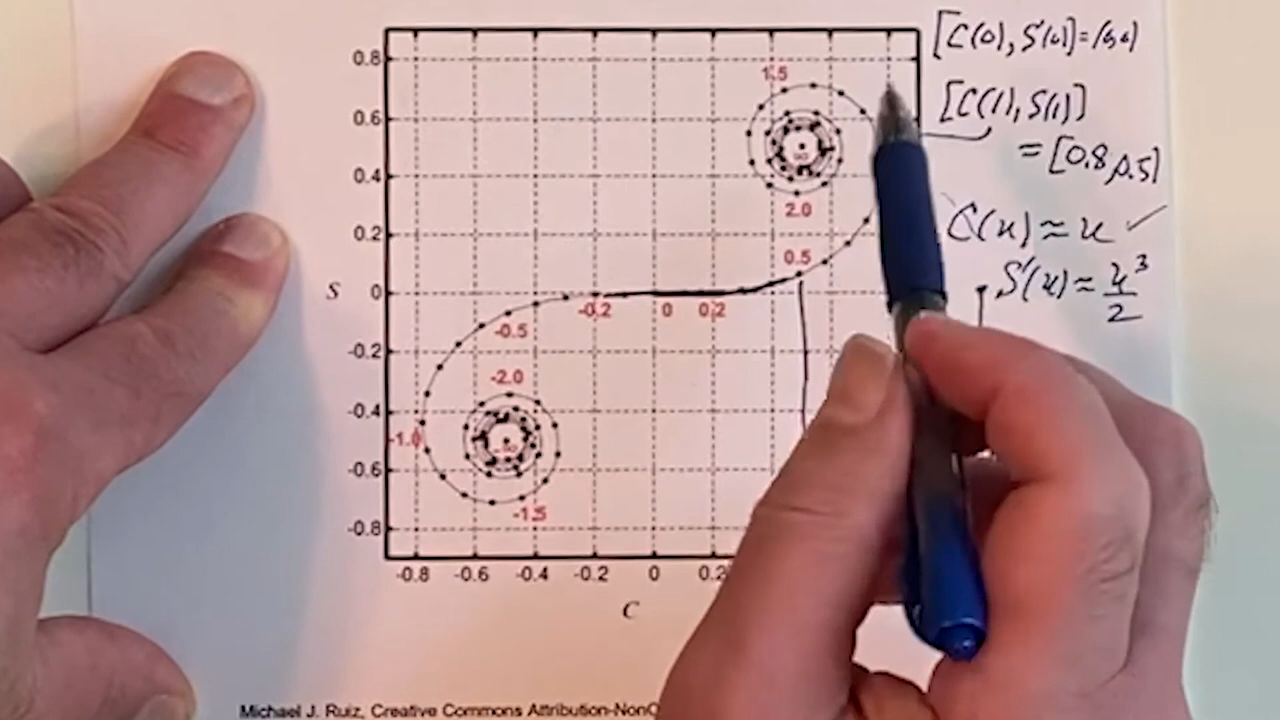 [C(0), S(0)] = (0,0)
[C(1), S(1)]
= [0.8, 0.5]
C(u) ≈ u ✓
S(u) ≈ u³/2
0.8
0.6
0.4
0.2
0
-0.2
-0.4
-0.6
-0.8
S
1.5
∞
2.0
0.5
-0.2 0 0.2
-0.5
-2.0
-1.0
-1.5
-0.8 -0.6 -0.4 -0.2 0 0.2
C
Michael J. Ruiz, Creative Commons Attribution-NonC